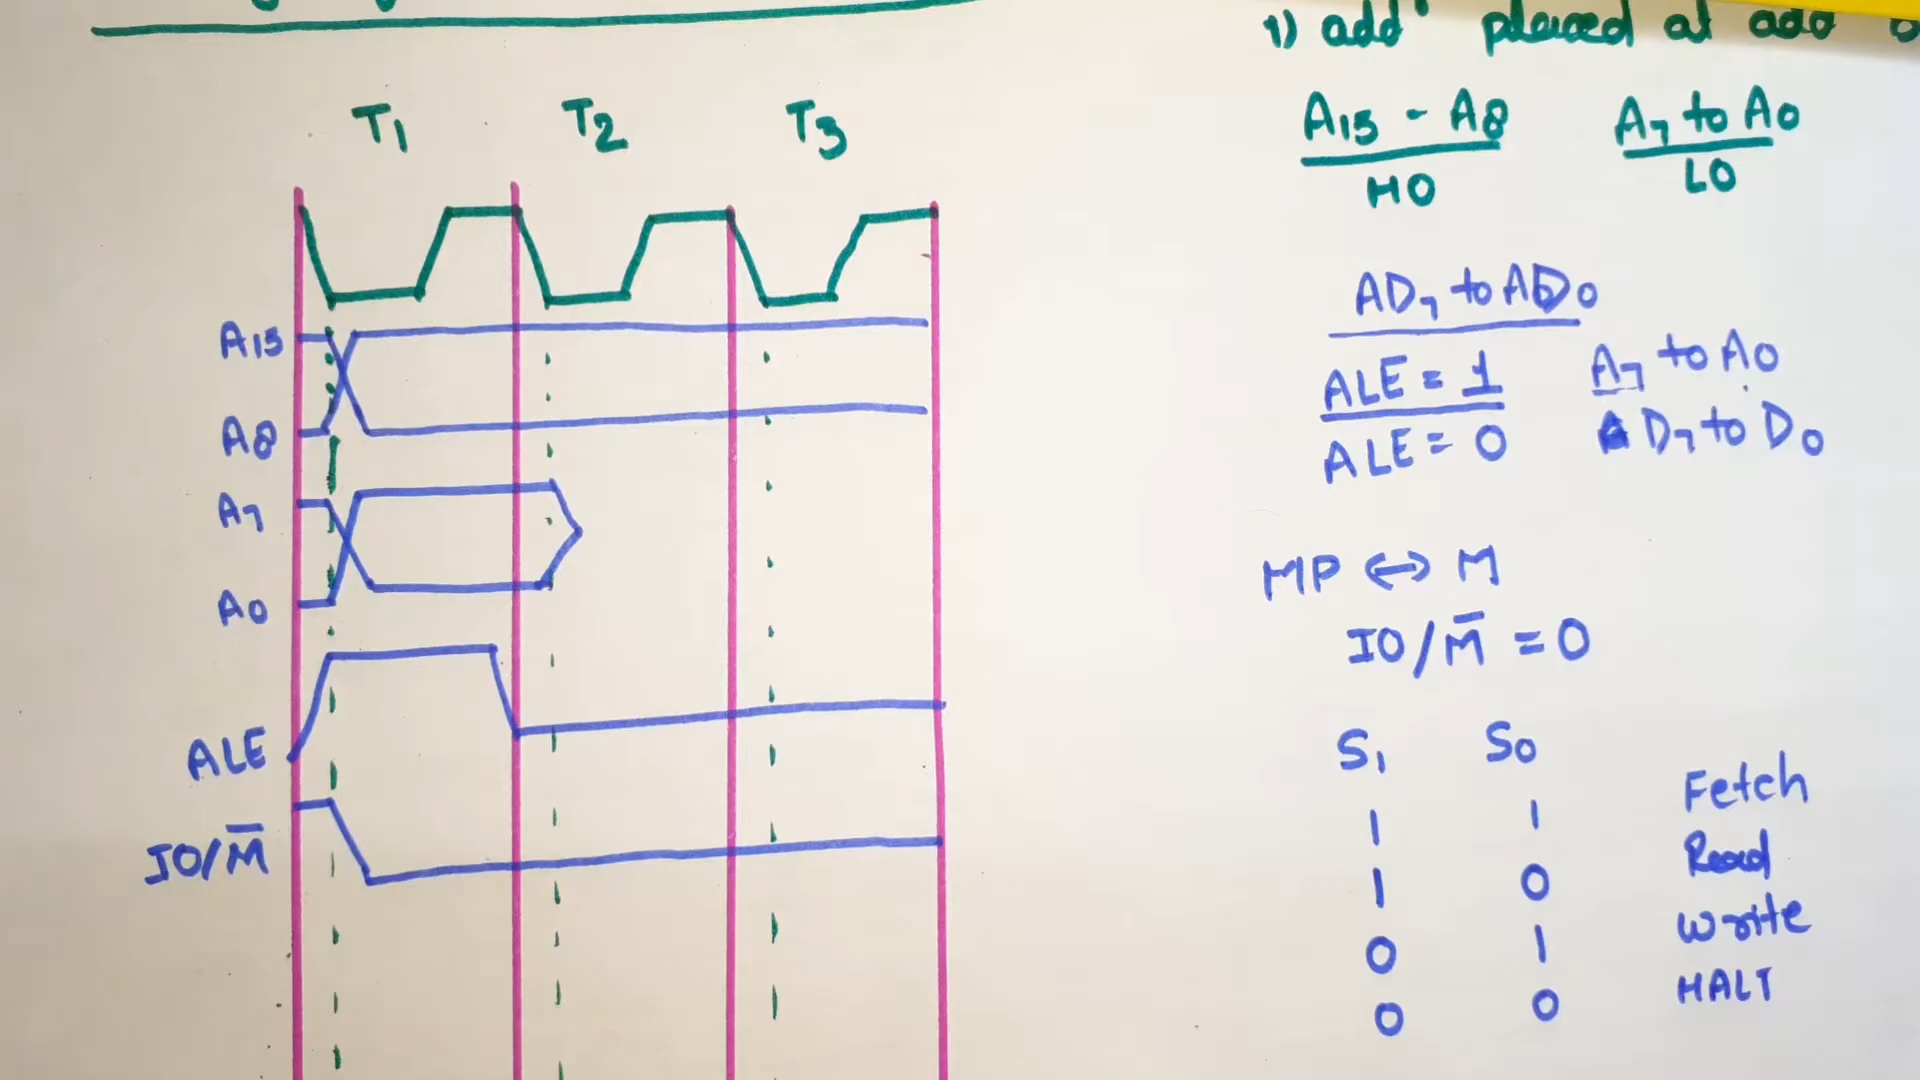 T1 T2 T3
A15
A8
A7
A0
ALE
IO/M̅
1) add placed at add
A15 - A8 A7 to A0
HO LO
AD7 to AD0
ALE = 1 A7 to A0
ALE = 0 D7 to D0
MP ↔ M
IO/M̅ = 0
S1 S0
1 1 Fetch
1 0 Read
0 1 Write
0 0 HALT